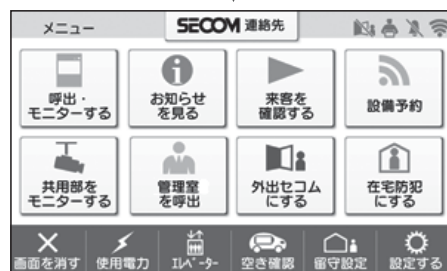 メニュー
SECOM 連絡先
呼出・
モニターする
お知らせ
を見る
来客を
確認する
設備予約
共用部を
モニターする
管理室
を呼出
外出セコム
にする
在宅防犯
にする
画面を消す
使用電力
エレベーター
空き確認
留守設定
設定する